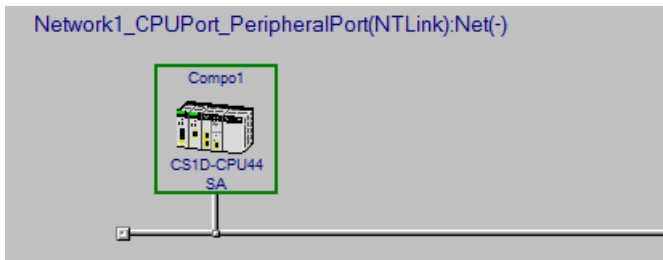 Network1_CPUPort_PeripheralPort(NTLink):Net(-)
Compo1
CS1D-CPU44
SA